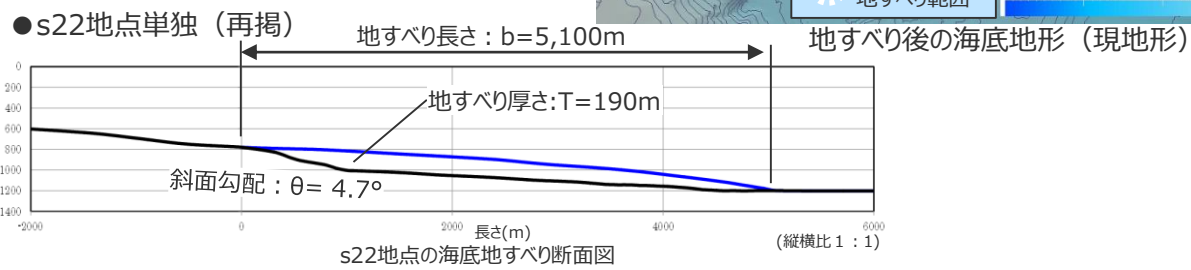 地すべり範囲
●s22地点単独（再掲）
地すべり長さ：b=5,100m
地すべり後の海底地形（現地形）
0
200
400
600
800
1000
1200
1400
地すべり厚さ:T=190m
斜面勾配：θ= 4.7°
-2000 0 2000 4000 6000
長さ(m)
(縦横比１：1)
s22地点の海底地すべり断面図